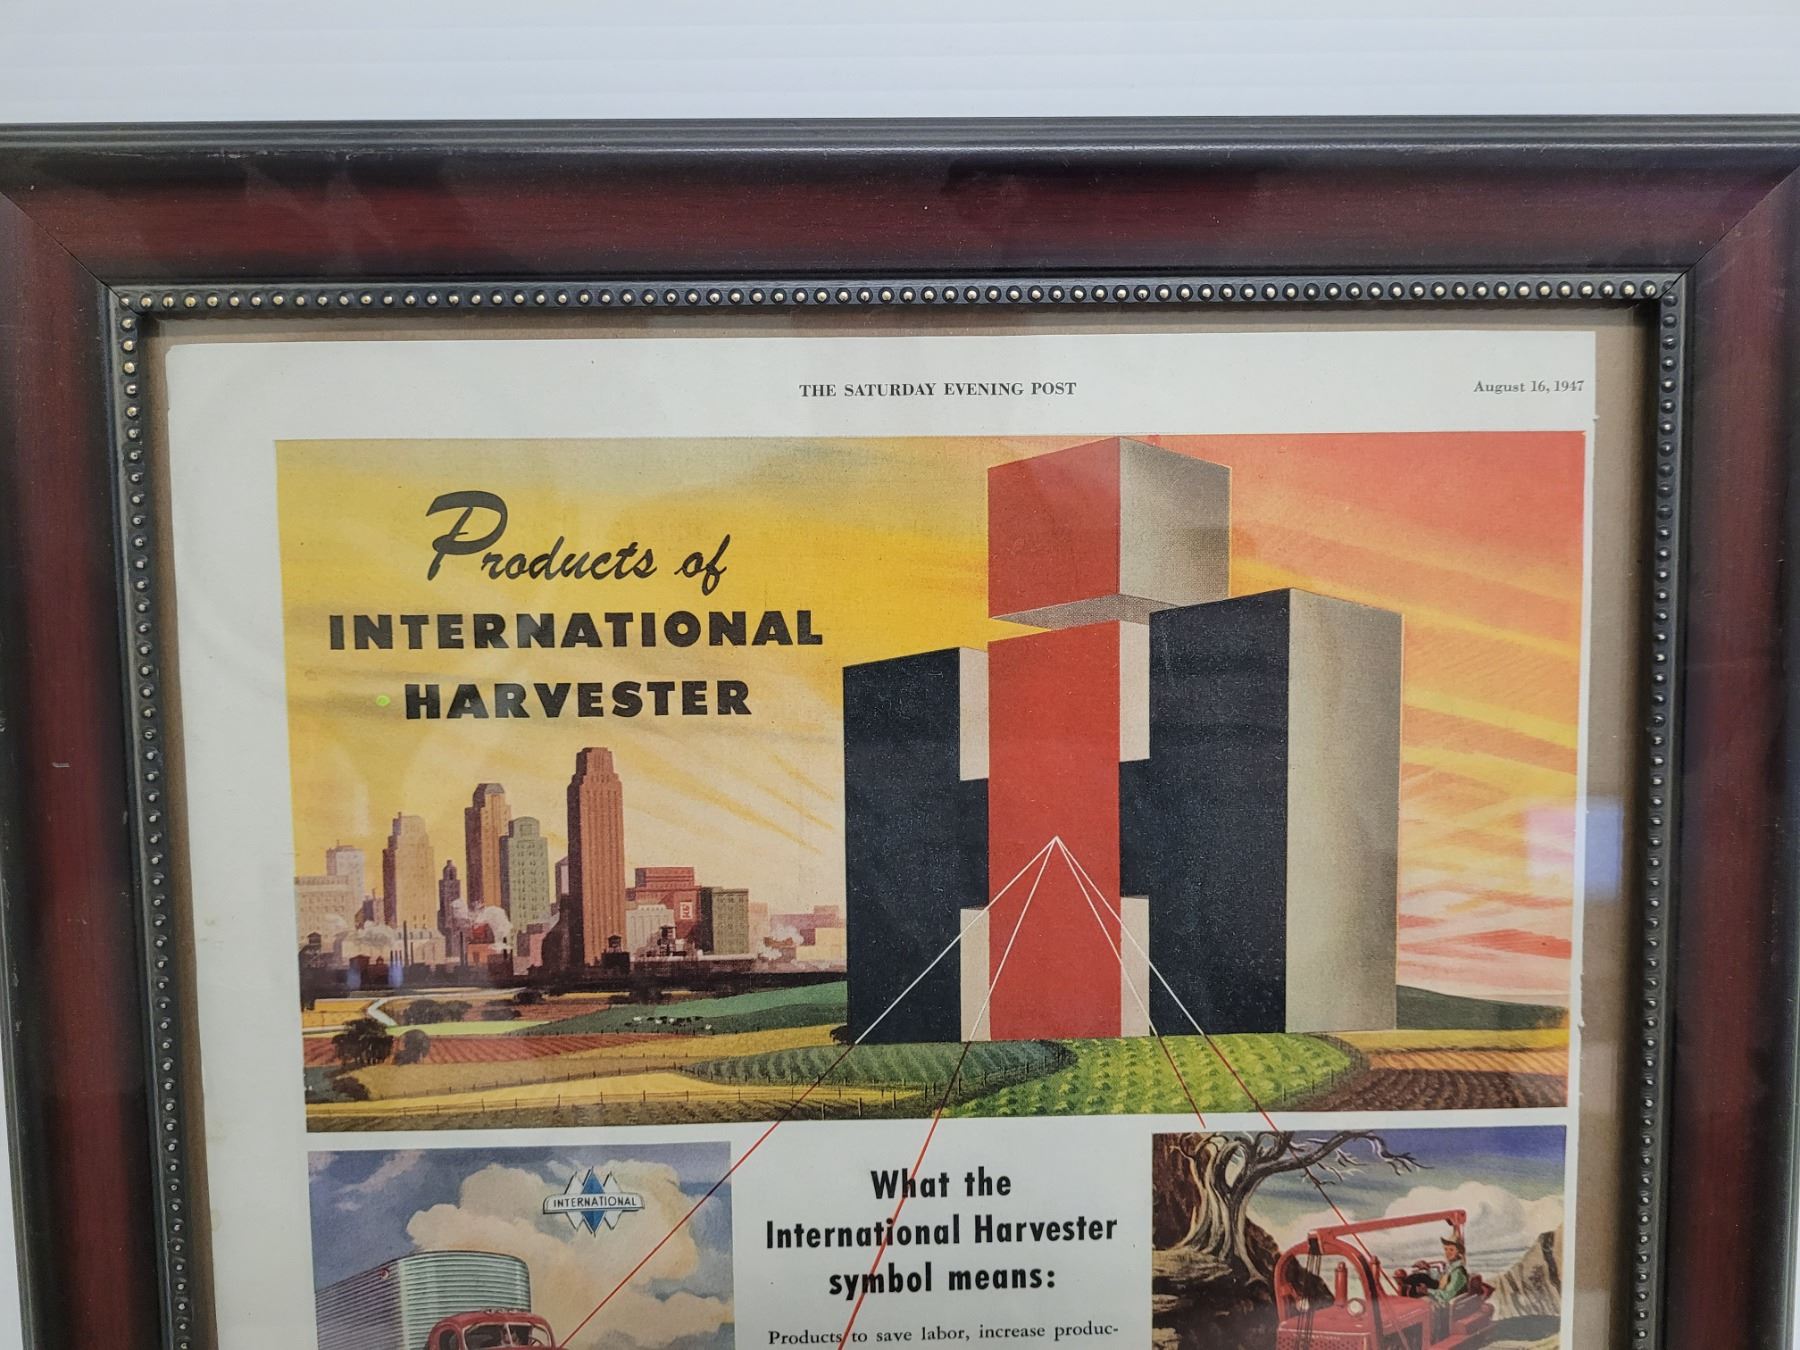 THE SATURDAY EVENING POST
August 16, 1947
Products of
INTERNATIONAL
HARVESTER
INTERNATIONAL
What the
International Harvester
symbol means:
Products to save labor, increase produc-